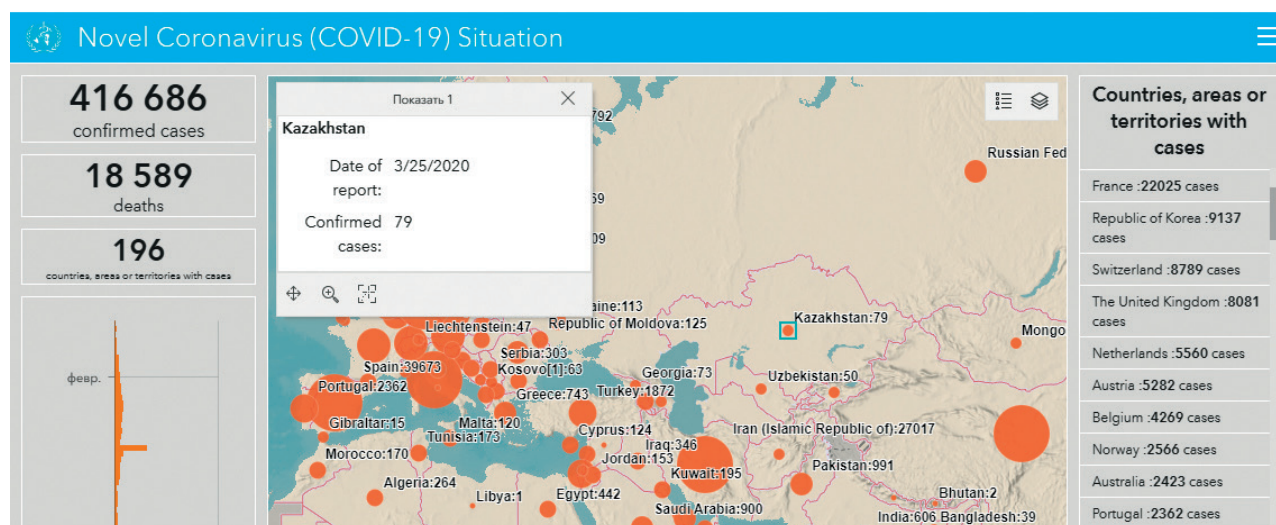 Novel Coronavirus (COVID-19) Situation
416 686
confirmed cases
18 589
deaths
196
countries, areas or territories with cases
февр.
Показать 1
Kazakhstan
Date of report: 3/25/2020
Confirmed cases: 79
792
59
09
Russian Fed
aine:113
Liechtenstein:47
Republic of Moldova:125
Kazakhstan:79
Mongo
Serbia:303
Spain:39673
Kosovo[1]:63
Georgia:73
Uzbekistan:50
Portugal:2362
Greece:743
Turkey:1872
Gibraltar:15
Malta:120
Tunisia:173
Cyprus:124
Iran (Islamic Republic of):27017
Morocco:170
Iraq:346
Jordan:153
Kuwait:195
Pakistan:991
Algeria:264
Libya:1
Egypt:442
Bhutan:2
Saudi Arabia:900
India:606
Bangladesh:39
Countries, areas or
territories with
cases
France :22025 cases
Republic of Korea :9137
cases
Switzerland :8789 cases
The United Kingdom :8081
cases
Netherlands :5560 cases
Austria :5282 cases
Belgium :4269 cases
Norway :2566 cases
Australia :2423 cases
Portugal :2362 cases